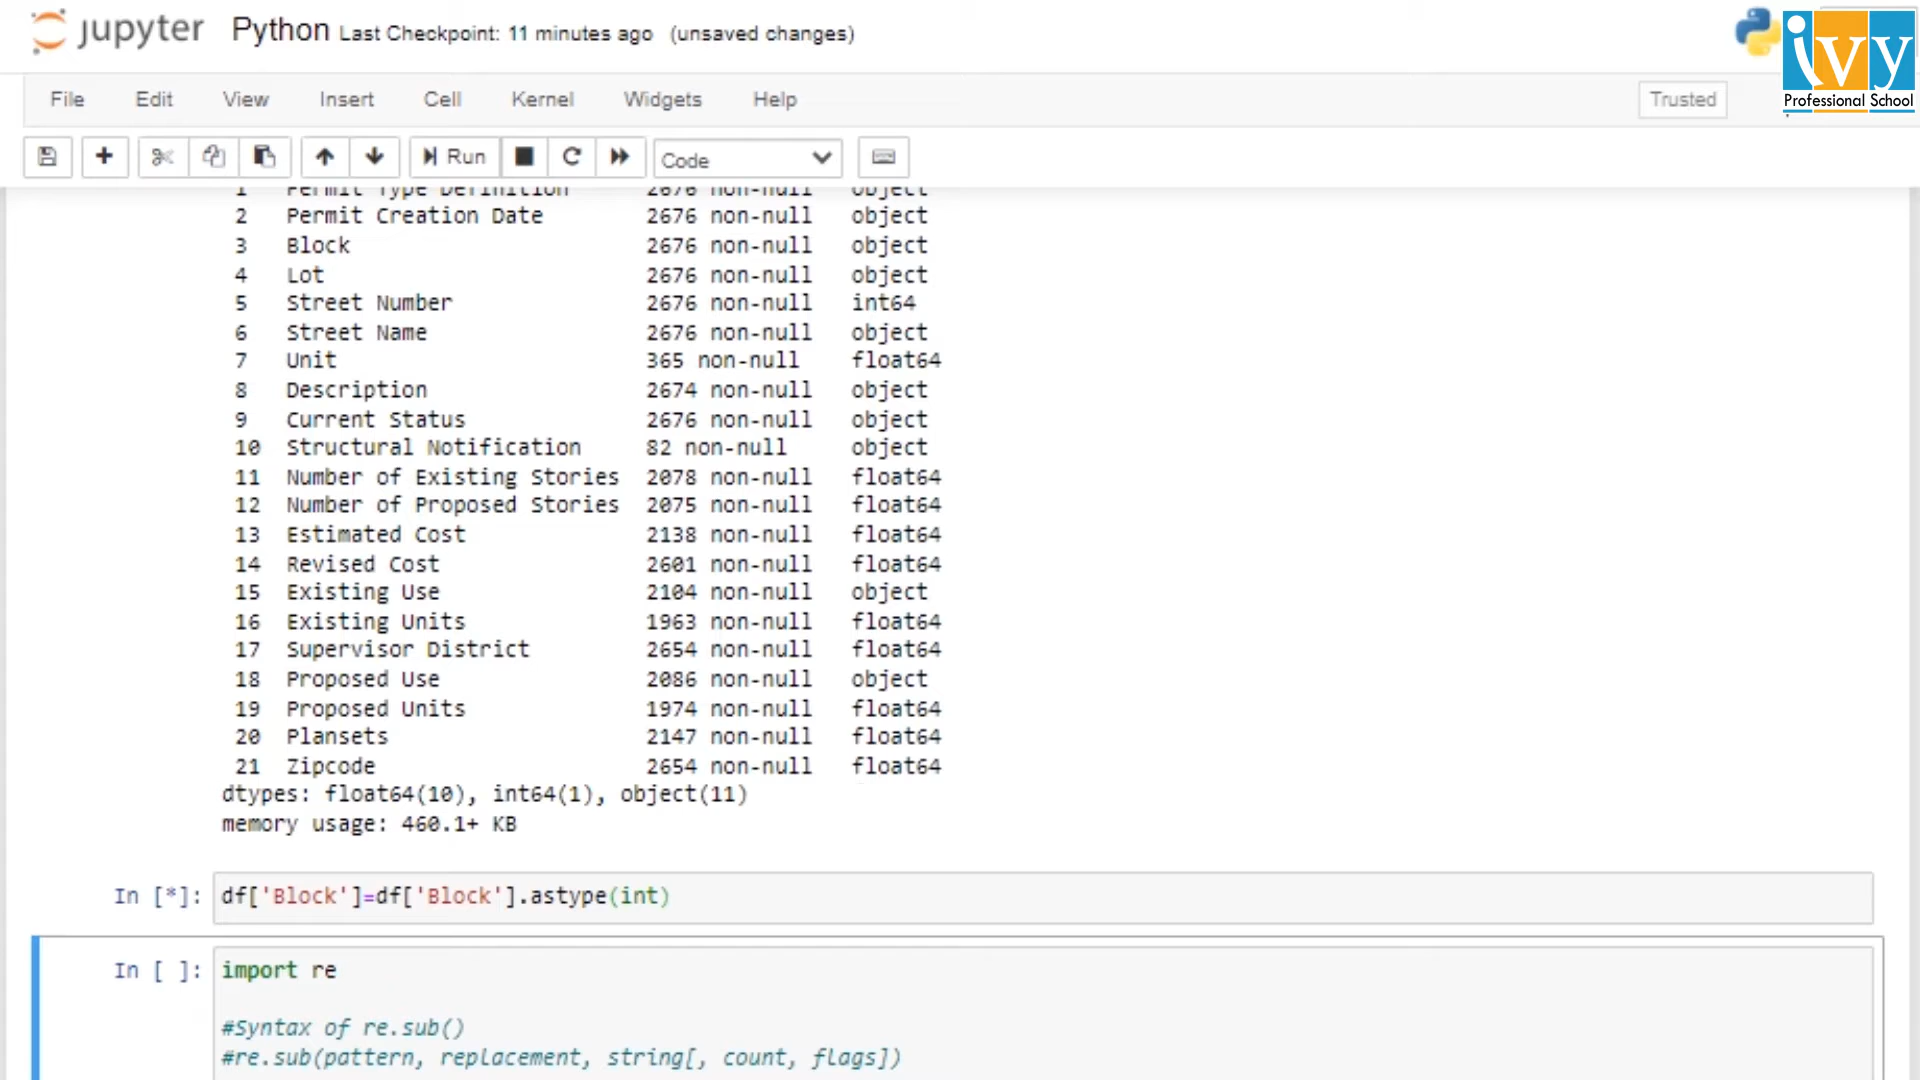 jupyter Python Last Checkpoint: 11 minutes ago (unsaved changes)
ivy
Professional School
File Edit View Insert Cell Kernel Widgets Help Trusted
Run Code
1 Permit Type Definition 2676 non-null object
2 Permit Creation Date 2676 non-null object
3 Block 2676 non-null object
4 Lot 2676 non-null object
5 Street Number 2676 non-null int64
6 Street Name 2676 non-null object
7 Unit 365 non-null float64
8 Description 2674 non-null object
9 Current Status 2676 non-null object
10 Structural Notification 82 non-null object
11 Number of Existing Stories 2078 non-null float64
12 Number of Proposed Stories 2075 non-null float64
13 Estimated Cost 2138 non-null float64
14 Revised Cost 2601 non-null float64
15 Existing Use 2104 non-null object
16 Existing Units 1963 non-null float64
17 Supervisor District 2654 non-null float64
18 Proposed Use 2086 non-null object
19 Proposed Units 1974 non-null float64
20 Plansets 2147 non-null float64
21 Zipcode 2654 non-null float64
dtypes: float64(10), int64(1), object(11)
memory usage: 460.1+ KB
In [*]: df['Block']=df['Block'].astype(int)
In [ ]: import re
#Syntax of re.sub()
#re.sub(pattern, replacement, string[, count, flags])